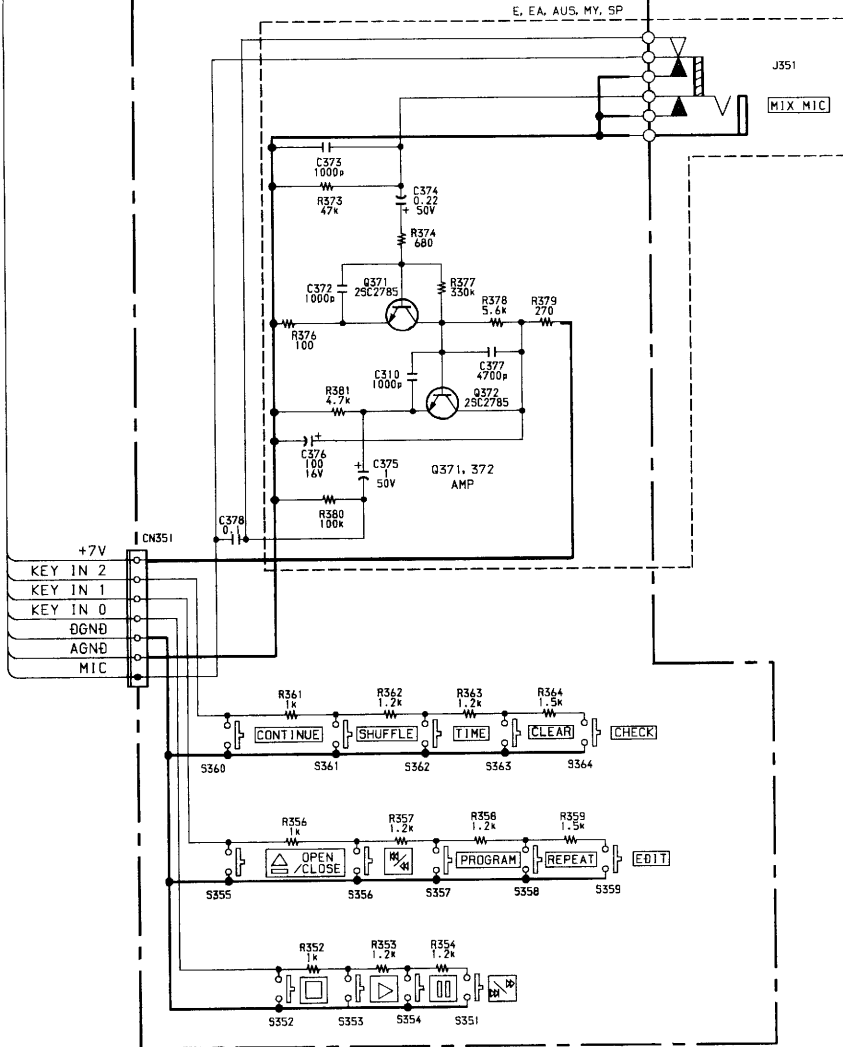 E, EA, AUS, MY, SP
J351
MIX MIC
C373
1000p
R373
47k
C374
0.22
+ 50V
R374
680
C372
1000p
Q371
2SC2785
R377
330k
R378
5.6k
R379
270
R376
100
C377
4700p
C310
1000p
R381
4.7k
Q372
2SC2785
+
C376
100
16V
+ C375
1
50V
Q371, 372
AMP
R380
100k
C378
0.1
CN351
+7V
KEY IN 2
KEY IN 1
KEY IN 0
DGND
AGND
MIC
R361
1k
R362
1.2k
R363
1.2k
R364
1.5k
CONTINUE
SHUFFLE
TIME
CLEAR
CHECK
S360
S361
S362
S363
S364
R356
1k
R357
1.2k
R358
1.2k
R359
1.5k
OPEN
/CLOSE
PROGRAM
REPEAT
EDIT
S355
S356
S357
S358
S359
R352
1k
R353
1.2k
R354
1.2k
S352
S353
S354
S351